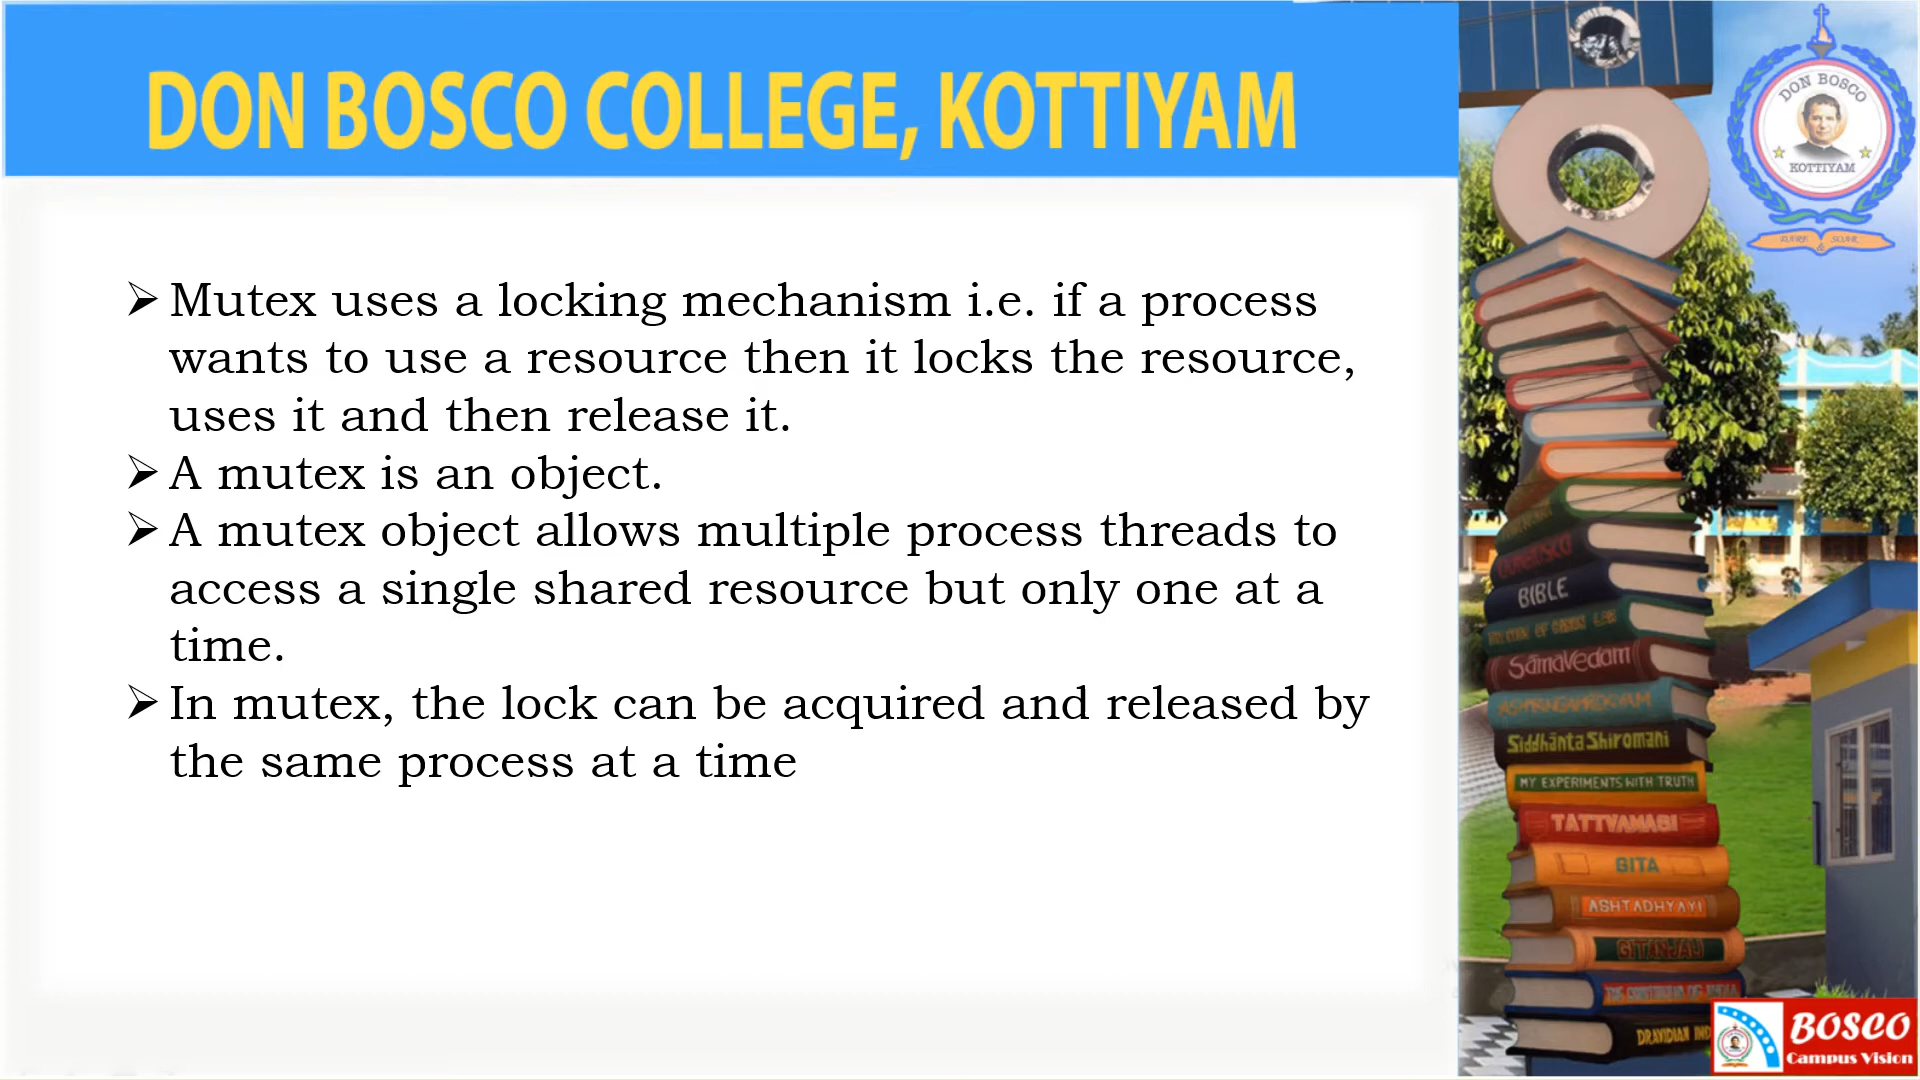 DON BOSCO COLLEGE, KOTTIYAM
DON BOSCO
KOTTIYAM
DARE & SOAR
➢ Mutex uses a locking mechanism i.e. if a process
wants to use a resource then it locks the resource,
uses it and then release it.
➢ A mutex is an object.
➢ A mutex object allows multiple process threads to
access a single shared resource but only one at a
time.
➢ In mutex, the lock can be acquired and released by
the same process at a time
BIBLE
SāmaVedam
Siddhānta Shiromani
MY EXPERIMENTS WITH TRUTH
TATTVAMASI
GITA
ASHTADHYAYI
GITANJALI
DRAVIDIAN IND
BOSCO
Campus Vision